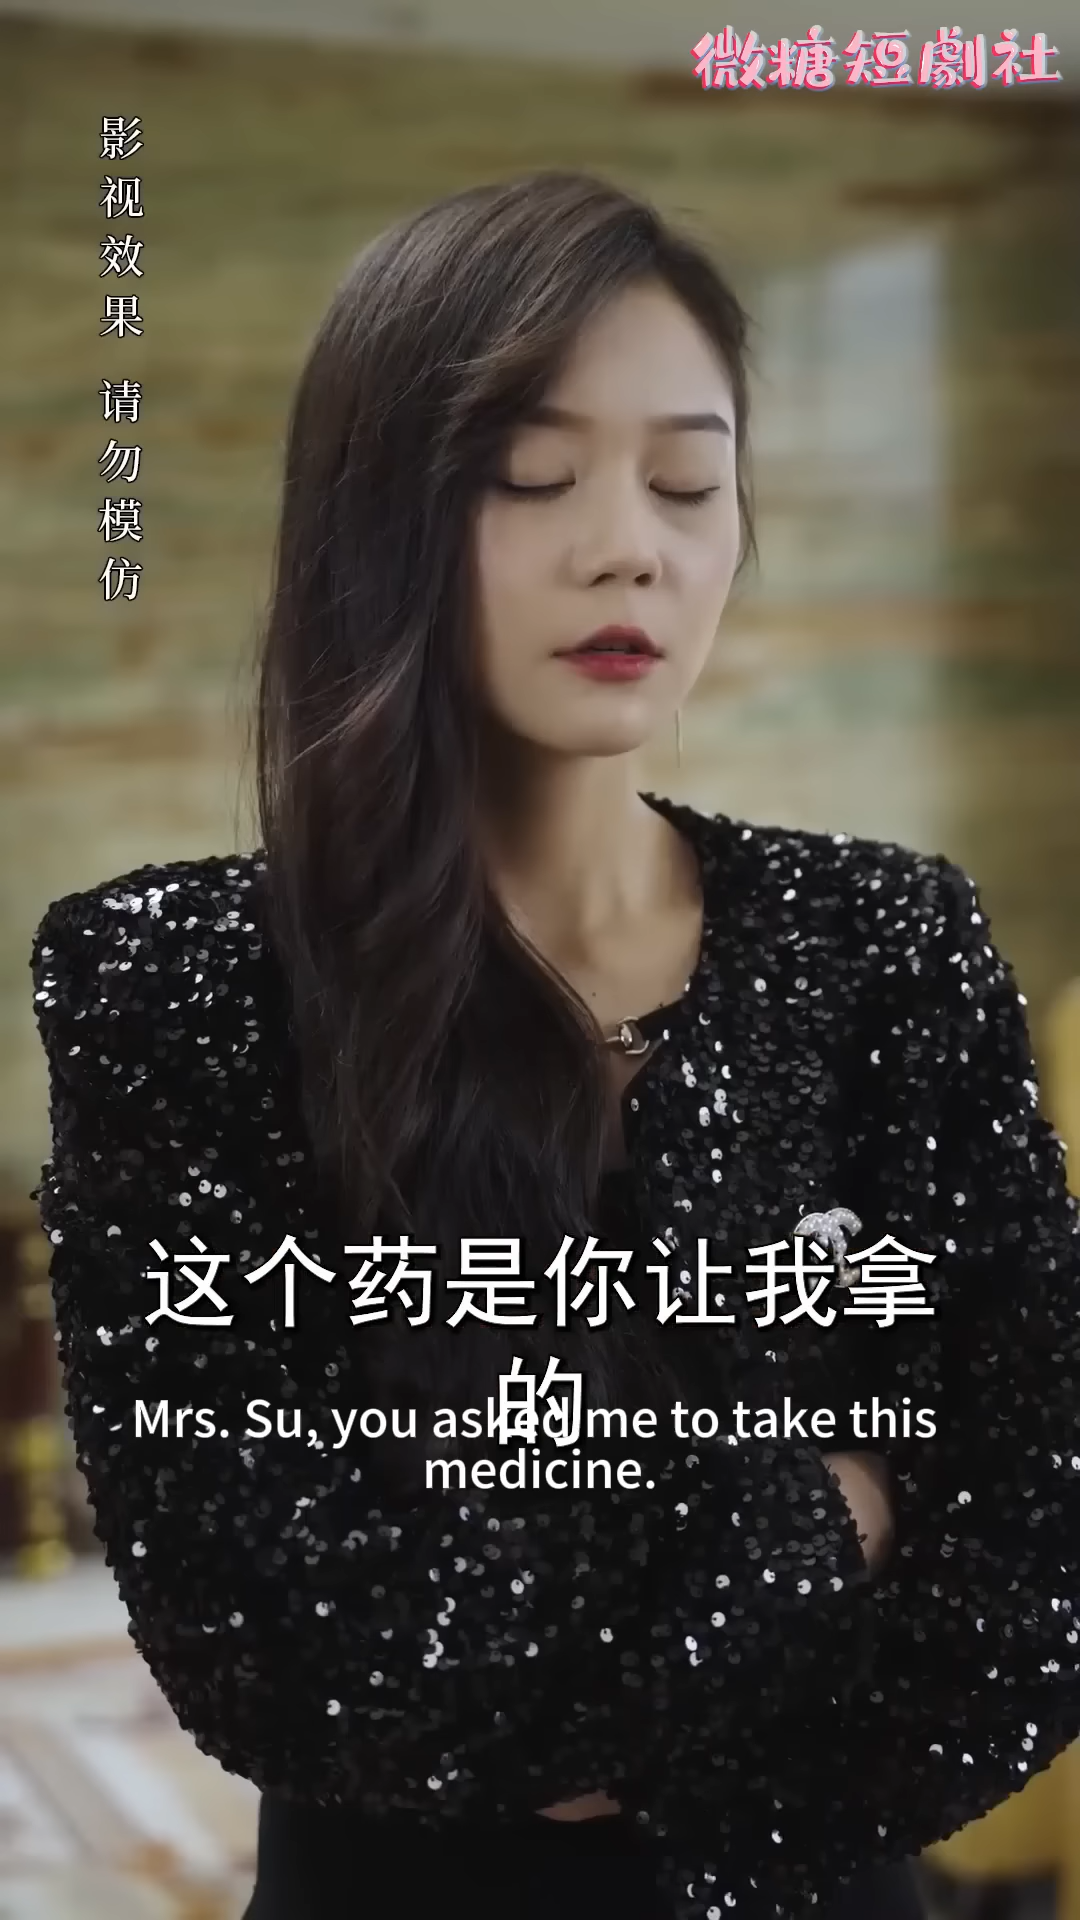 微糖短劇社
影视效果 请勿模仿
这个药是你让我拿
的
Mrs. Su, you asked me to take this
medicine.